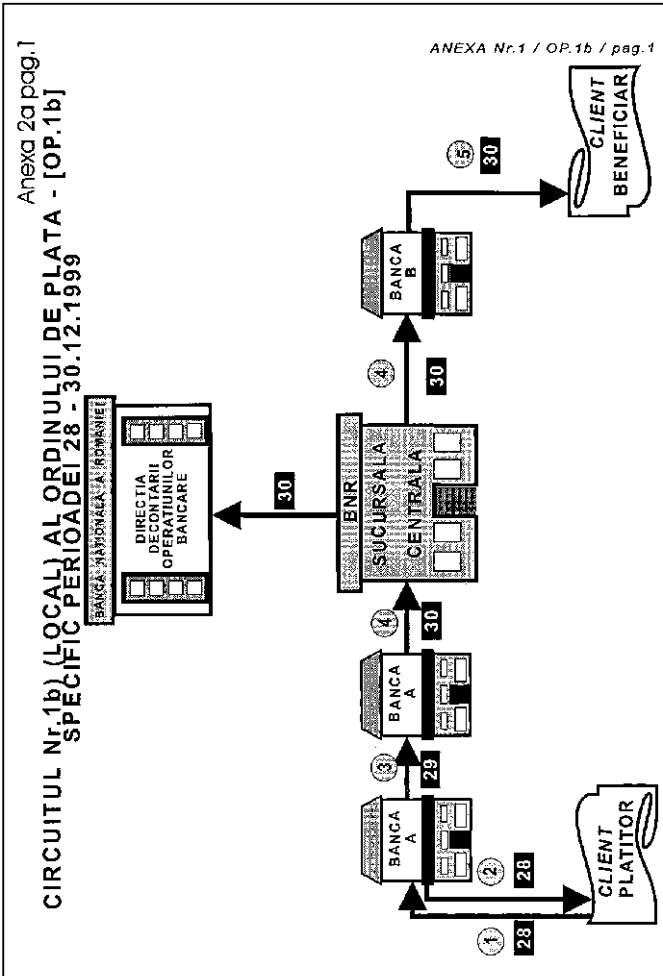 Anexa 2a pag.1
CIRCUITUL Nr.1b) (LOCAL) AL ORDINULUI DE PLATA - [OP.1b]
SPECIFIC PERIOADEI 28 - 30.12.1999
ANEXA Nr.1 / OP.1b / pag.1
BANCA NATIONALA A ROMANIEI
DIRECTIA
DECONTARII
OPERATIUNILOR
BANCARE
30
BANCA
A
3
29
BANCA
A
4
30
BNR
SUCURSALA
CENTRALA
4
30
BANCA
B
5
30
1
28
2
28
CLIENT
PLATITOR
CLIENT
BENEFICIAR